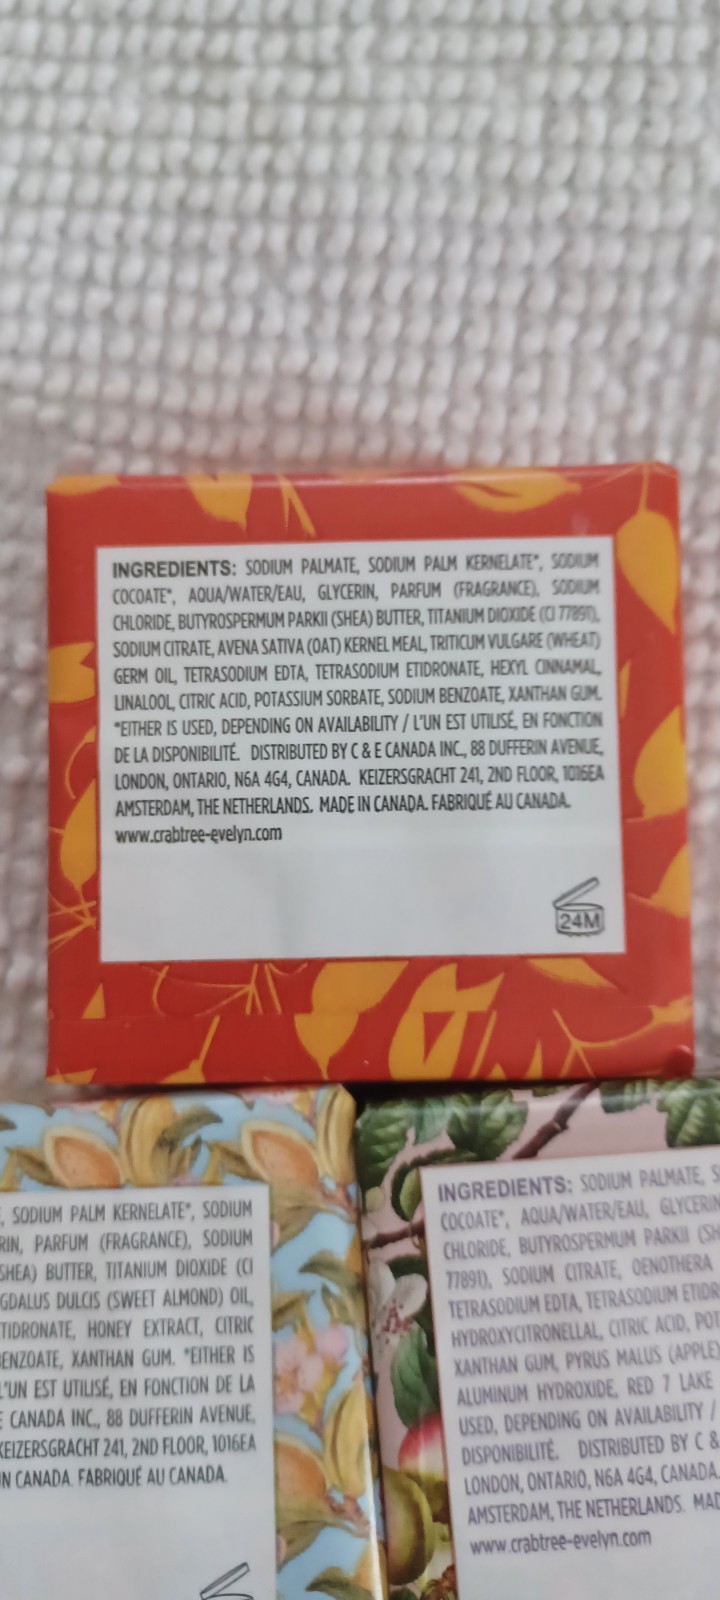 INGREDIENTS: SODIUM PALMATE, SODIUM PALM KERNELATE*, SODIUM
COCOATE*, AQUA/WATER/EAU, GLYCERIN, PARFUM (FRAGRANCE), SODIUM
CHLORIDE, BUTYROSPERMUM PARKII (SHEA) BUTTER, TITANIUM DIOXIDE (CI 77891),
SODIUM CITRATE, AVENA SATIVA (OAT) KERNEL MEAL, TRITICUM VULGARE (WHEAT)
GERM OIL, TETRASODIUM EDTA, TETRASODIUM ETIDRONATE, HEXYL CINNAMAL,
LINALOOL, CITRIC ACID, POTASSIUM SORBATE, SODIUM BENZOATE, XANTHAN GUM.
*EITHER IS USED, DEPENDING ON AVAILABILITY / L'UN EST UTILISÉ, EN FONCTION
DE LA DISPONIBILITÉ. DISTRIBUTED BY C & E CANADA INC., 88 DUFFERIN AVENUE,
LONDON, ONTARIO, N6A 4G4, CANADA. KEIZERSGRACHT 241, 2ND FLOOR, 1016EA
AMSTERDAM, THE NETHERLANDS. MADE IN CANADA. FABRIQUÉ AU CANADA.
www.crabtree-evelyn.com
24M
, SODIUM PALM KERNELATE*, SODIUM
RIN, PARFUM (FRAGRANCE), SODIUM
SHEA) BUTTER, TITANIUM DIOXIDE (CI
GDALUS DULCIS (SWEET ALMOND) OIL,
TIDRONATE, HONEY EXTRACT, CITRIC
ENZOATE, XANTHAN GUM. *EITHER IS
L'UN EST UTILISÉ, EN FONCTION DE LA
E CANADA INC., 88 DUFFERIN AVENUE,
KEIZERSGRACHT 241, 2ND FLOOR, 1016EA
IN CANADA. FABRIQUÉ AU CANADA.
INGREDIENTS: SODIUM PALMATE, S
COCOATE*, AQUA/WATER/EAU, GLYCERIN
CHLORIDE, BUTYROSPERMUM PARKII (SH
77891), SODIUM CITRATE, OENOTHERA
TETRASODIUM EDTA, TETRASODIUM ETIDR
HYDROXYCITRONELLAL, CITRIC ACID, POT
XANTHAN GUM, PYRUS MALUS (APPLE)
ALUMINUM HYDROXIDE, RED 7 LAKE
USED, DEPENDING ON AVAILABILITY /
DISPONIBILITÉ. DISTRIBUTED BY C &
LONDON, ONTARIO, N6A 4G4, CANADA.
AMSTERDAM, THE NETHERLANDS. MAD
www.crabtree-evelyn.com